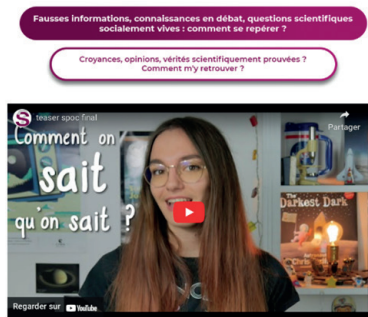 Fausses informations, connaissances en débat, questions scientifiques
socialement vives : comment se repérer ?
Croyances, opinions, vérités scientifiquement prouvées ?
Comment m'y retrouver ?
teaser spoc final
Partager
Comment on
sait
qu'on sait ?
The
Darkest Dark
Regarder sur YouTube